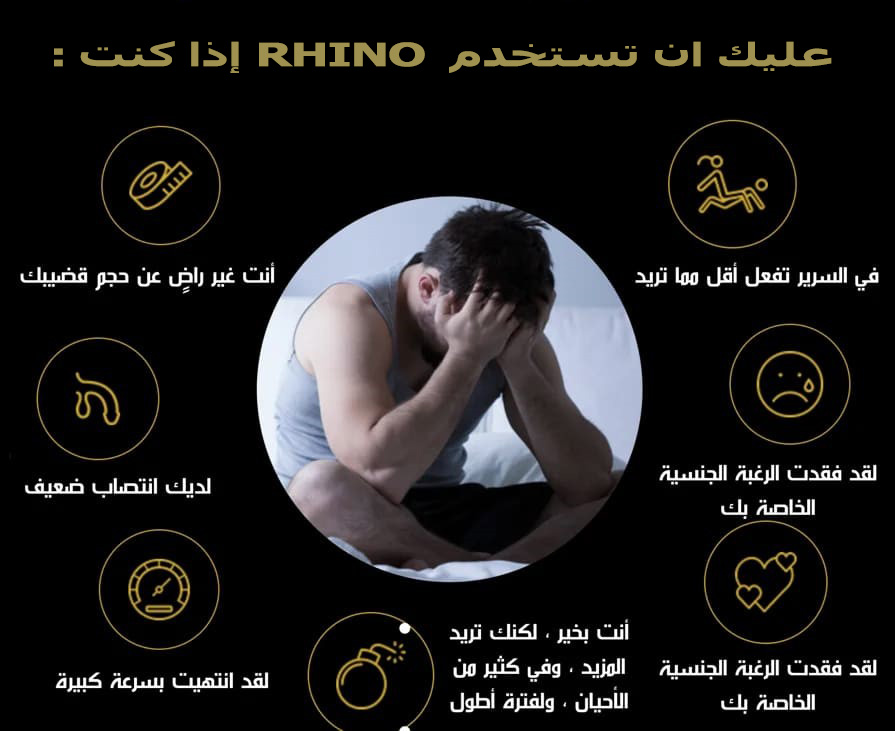 عليك ان تستخدم RHINO إذا كنت :
في السرير تفعل أقل مما تريد
أنت غير راضٍ عن حجم قضيبك
لقد فقدت الرغبة الجنسية
الخاصة بك
لديك انتصاب ضعيف
لقد فقدت الرغبة الجنسية
الخاصة بك
أنت بخير ، لكنك تريد
المزيد ، وفي كثير من
الأحيان ، ولفترة أطول
لقد انتهيت بسرعة كبيرة